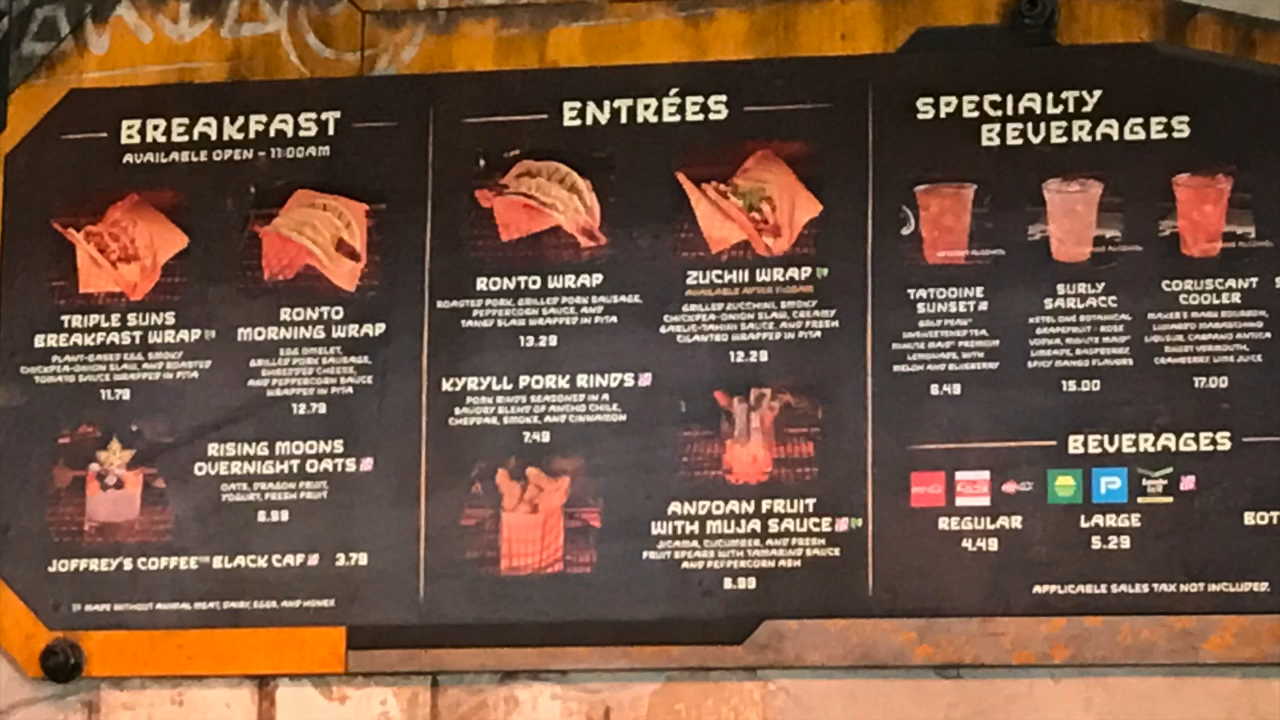 BREAKFAST
AVAILABLE OPEN - 11:00AM
TRIPLE SUNS
BREAKFAST WRAP
PLANT-BASED EGG, SMOKY
CHICKPEA-ONION SLAW, AND ROASTED
TOMATO SAUCE WRAPPED IN PITA
11.79
RONTO
MORNING WRAP
EGG OMELET,
GRILLED PORK SAUSAGE,
SHREDDED CHEESE,
AND PEPPERCORN SAUCE
WRAPPED IN PITA
12.79
RISING MOONS
OVERNIGHT OATS
OATS, DRAGON FRUIT,
YOGURT, FRESH FRUIT
JOFFREY'S COFFEE™ BLACK CAF 3.79
MADE WITHOUT ANIMAL MEAT, DAIRY, EGGS, AND HONEY
ENTRÉES
RONTO WRAP
ROASTED PORK, GRILLED PORK SAUSAGE,
PEPPERCORN SAUCE, AND
TANGY SLAW WRAPPED IN PITA
13.29
ZUCHII WRAP
AVAILABLE AFTER 11:00AM
GRILLED ZUCCHINI, SMOKY
CHICKPEA-ONION SLAW, CREAMY
GARLIC-TAHINI SAUCE, AND FRESH
CILANTRO WRAPPED IN PITA
12.29
KYRYLL PORK RINDS
PORK RINDS SEASONED IN A
SAVORY BLEND OF ANCHO CHILE,
CHEDDAR, SMOKE, AND CINNAMON
7.49
ANDOAN FRUIT
WITH MUJA SAUCE
JICAMA, CUCUMBER, AND FRESH
FRUIT SPEARS WITH TAMARIND SAUCE
AND PEPPERCORN ASH
SPECIALTY
BEVERAGES
TATOOINE
SUNSET
GOLD PEAK
UNSWEETENED TEA,
MINUTE MAID PREMIUM
LEMONADE, WITH
MELON AND BLUEBERRY
6.49
SURLY
SARLACC
KETEL ONE BOTANICAL
GRAPEFRUIT - ROSE
VODKA, MINUTE MAID
LIMEADE, RASPBERRY,
SPICY MANGO FLAVORS
15.00
CORUSCANT
COOLER
MAKER'S MARK BOURBON,
LUXARDO MARASCHINO
LIQUEUR, CARPANO ANTICA
SWEET VERMOUTH,
CRANBERRY LIME JUICE
17.00
BEVERAGES
REGULAR
4.49
LARGE
5.29
BOT
APPLICABLE SALES TAX NOT INCLUDED.